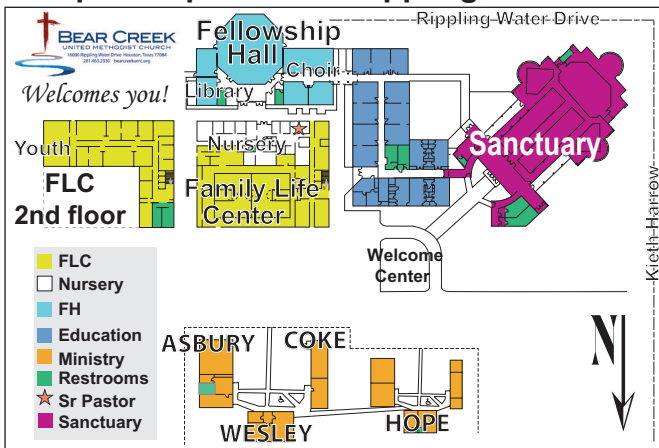 BEAR CREEK
UNITED METHODIST CHURCH
16000 Rippling Water Drive Houston, Texas 77084
281.463.2330 bearcreekumc.org
Welcomes you!
Rippling Water Drive
Fellowship
Hall
Choir
Library
Sanctuary
Youth
Nursery
FLC
2nd floor
Family Life
Center
Welcome
Center
Kieth Harrow
FLC
Nursery
FH
Education
Ministry
Restrooms
Sr Pastor
Sanctuary
ASBURY
COKE
WESLEY
HOPE
N